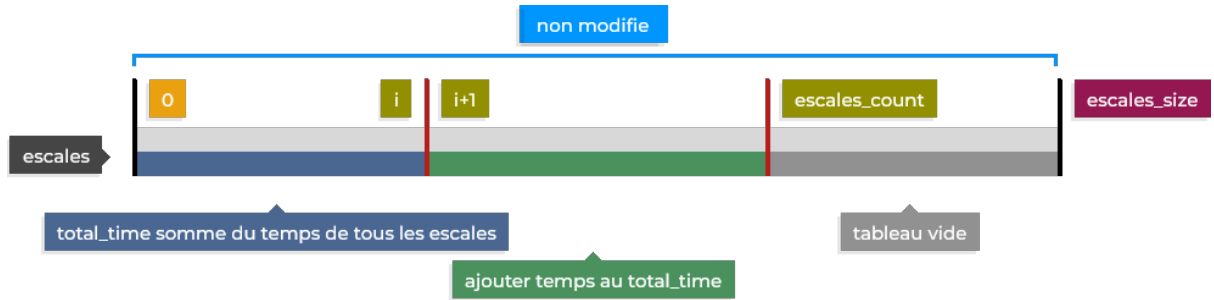 non modifie
0
i
i+1
escales_count
escales_size
escales
total_time somme du temps de tous les escales
tableau vide
ajouter temps au total_time